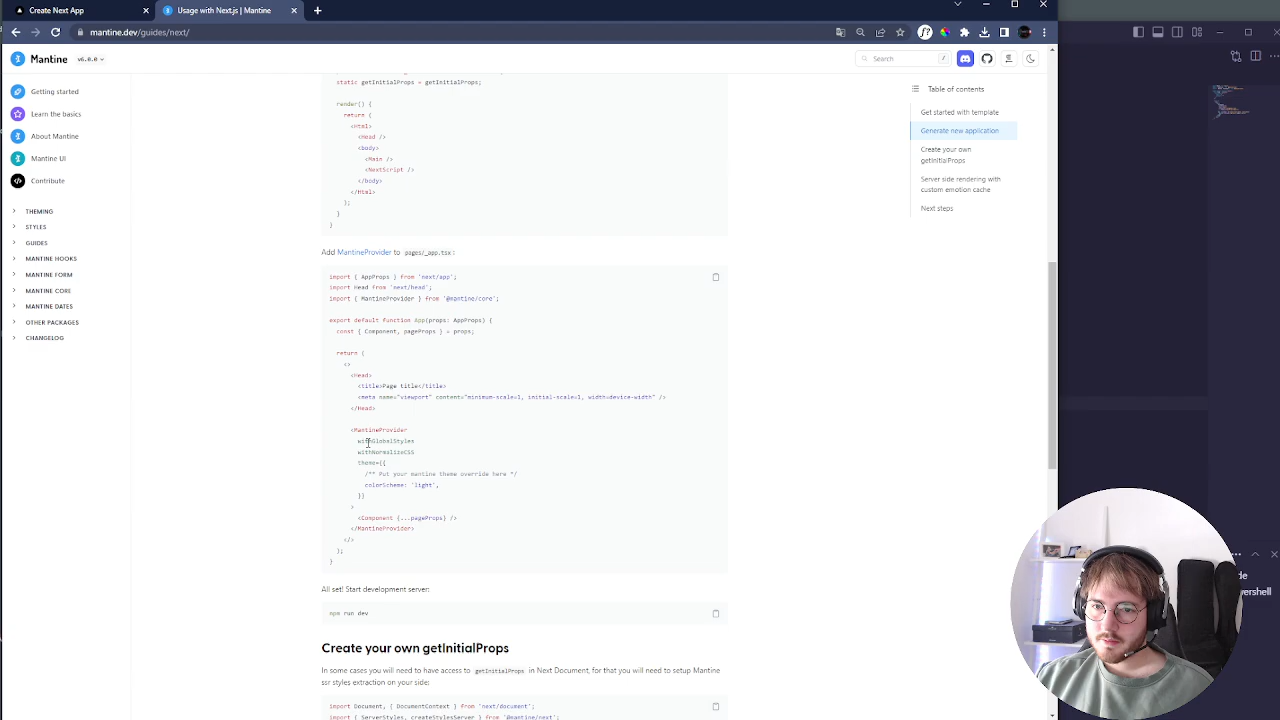 Create Next App
Usage with Next.js | Mantine
mantine.dev/guides/next/
Mantine
v6.0.0
Search
/
Getting started
Learn the basics
About Mantine
Mantine UI
Contribute
THEMING
STYLES
GUIDES
MANTINE HOOKS
MANTINE FORM
MANTINE CORE
MANTINE DATES
OTHER PACKAGES
CHANGELOG
static getInitialProps = getInitialProps;
render() {
return (
<Html>
<Head />
<body>
<Main />
<NextScript />
</body>
</Html>
);
}
}
Add MantineProvider to pages/_app.tsx:
import { AppProps } from 'next/app';
import Head from 'next/head';
import { MantineProvider } from '@mantine/core';
export default function App(props: AppProps) {
const { Component, pageProps } = props;
return (
<>
<Head>
<title>Page title</title>
<meta name="viewport" content="minimum-scale=1, initial-scale=1, width=device-width" />
</Head>
<MantineProvider
withGlobalStyles
withNormalizeCSS
theme={{
/** Put your mantine theme override here */
colorScheme: 'light',
}}
>
<Component {...pageProps} />
</MantineProvider>
</>
);
}
All set! Start development server:
npm run dev
Create your own getInitialProps
In some cases you will need to have access to getInitialProps in Next Document, for that you will need to setup Mantine
ssr styles extraction on your side:
import Document, { DocumentContext } from 'next/document';
import { ServerStyles, createStylesServer } from '@mantine/next';
Table of contents
Get started with template
Generate new application
Create your own
getInitialProps
Server side rendering with
custom emotion cache
Next steps
de
ershell